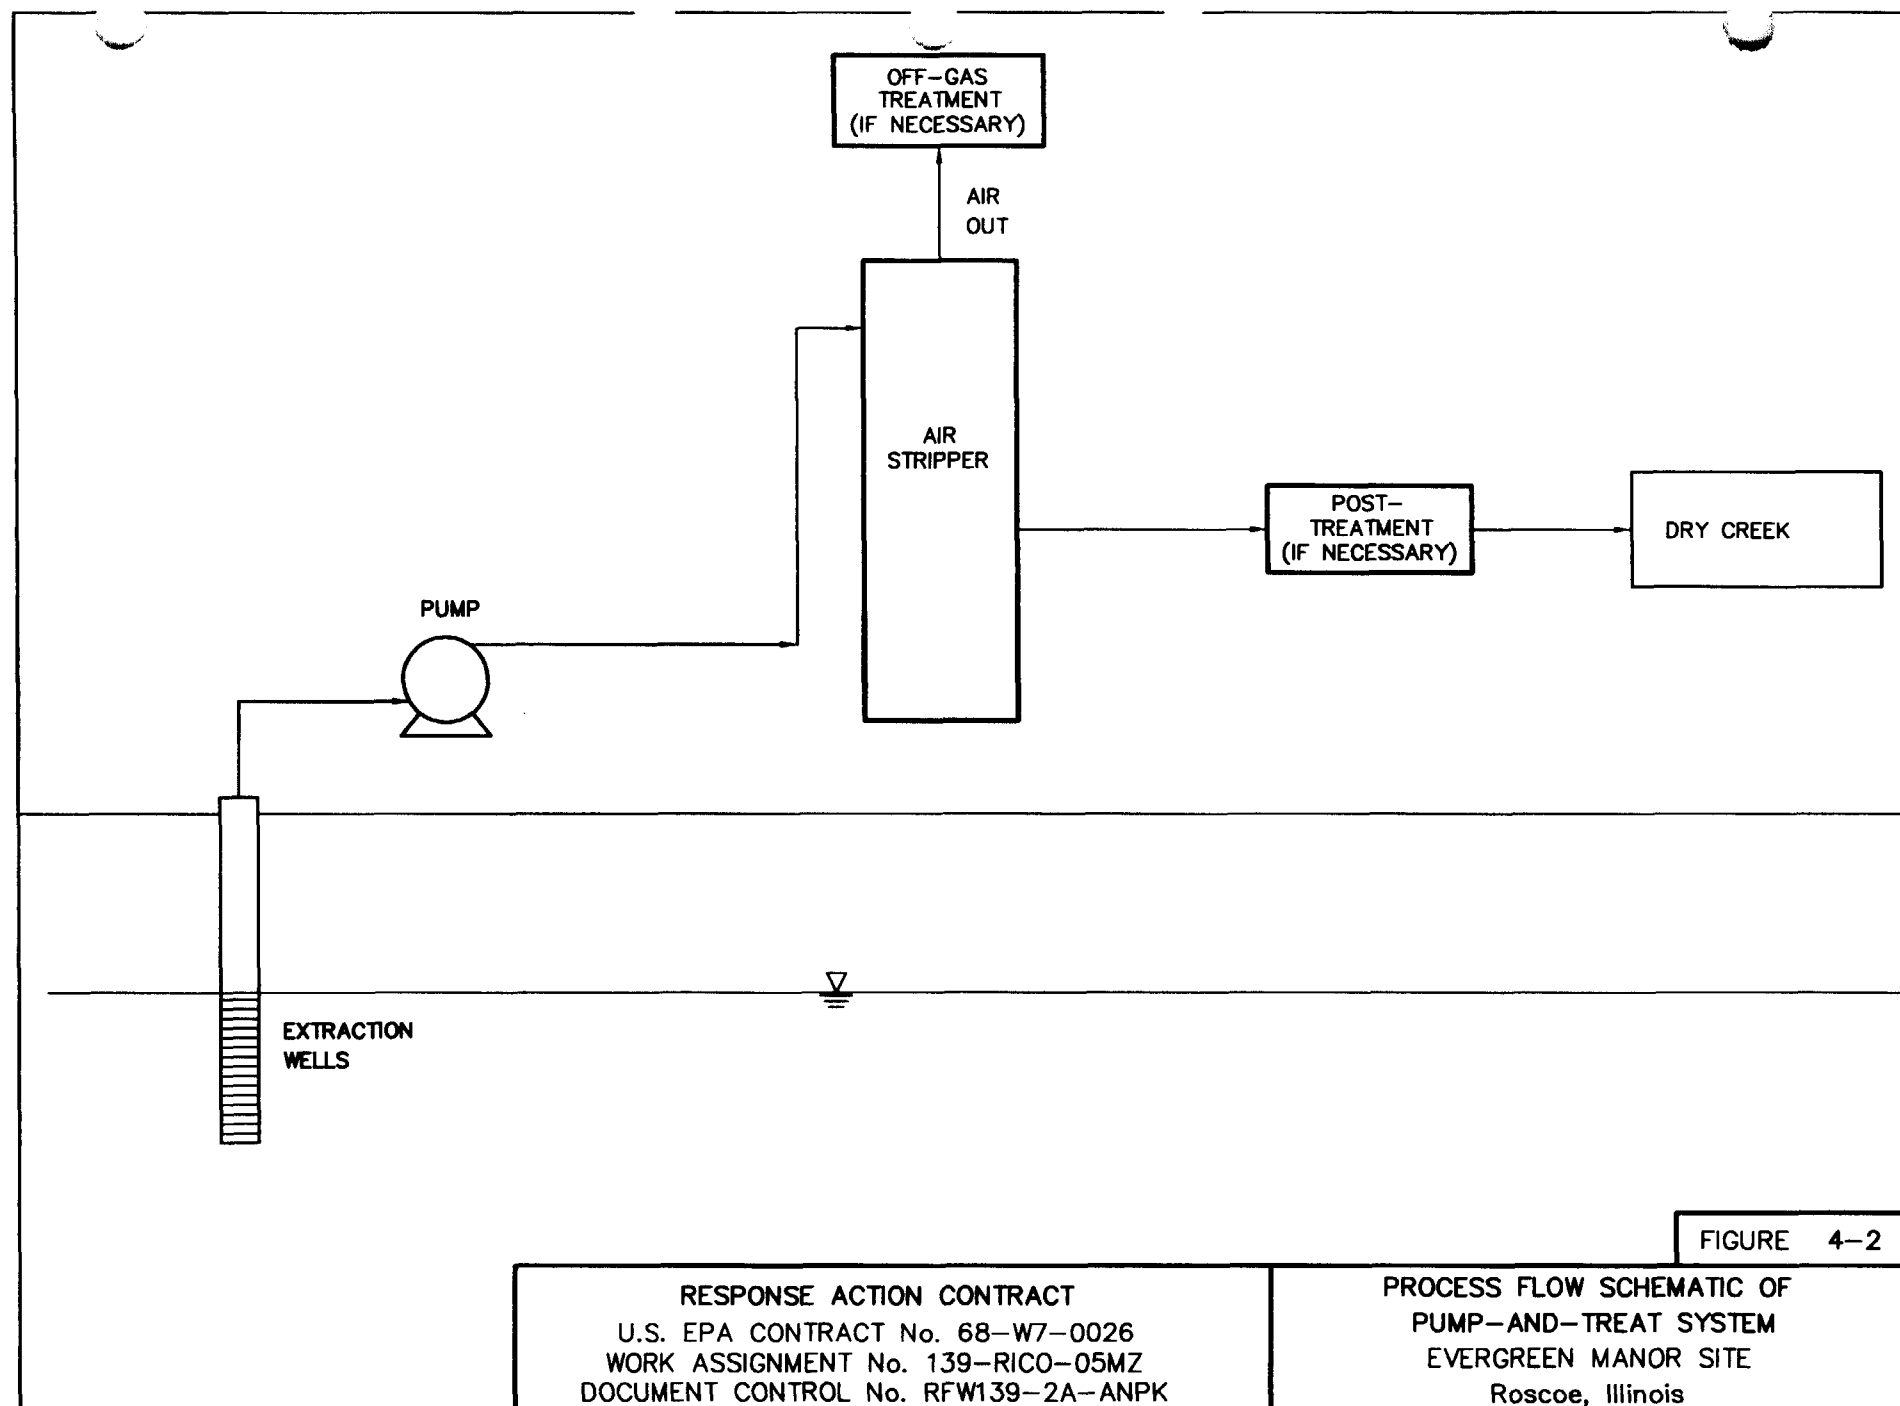 OFF-GAS
TREATMENT
(IF NECESSARY)
AIR
OUT
AIR
STRIPPER
POST-
TREATMENT
(IF NECESSARY)
DRY CREEK
PUMP
EXTRACTION
WELLS
FIGURE 4-2
RESPONSE ACTION CONTRACT
U.S. EPA CONTRACT No. 68-W7-0026
WORK ASSIGNMENT No. 139-RICO-05MZ
DOCUMENT CONTROL No. RFW139-2A-ANPK
PROCESS FLOW SCHEMATIC OF
PUMP-AND-TREAT SYSTEM
EVERGREEN MANOR SITE
Roscoe, Illinois